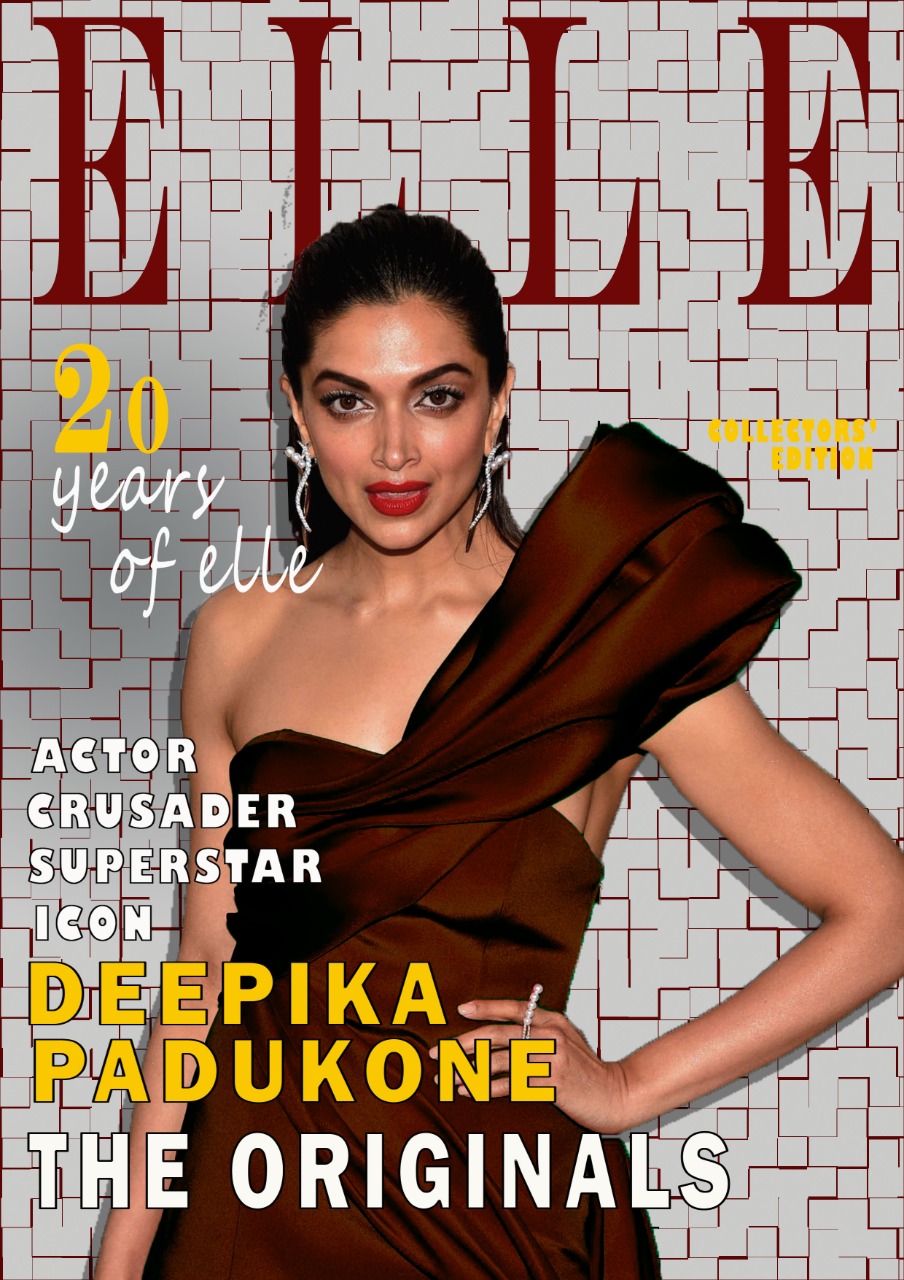 ELLE
20
years
of elle
COLLECTORS'
EDITION
ACTOR
CRUSADER
SUPERSTAR
ICON
DEEPIKA
PADUKONE
THE ORIGINALS